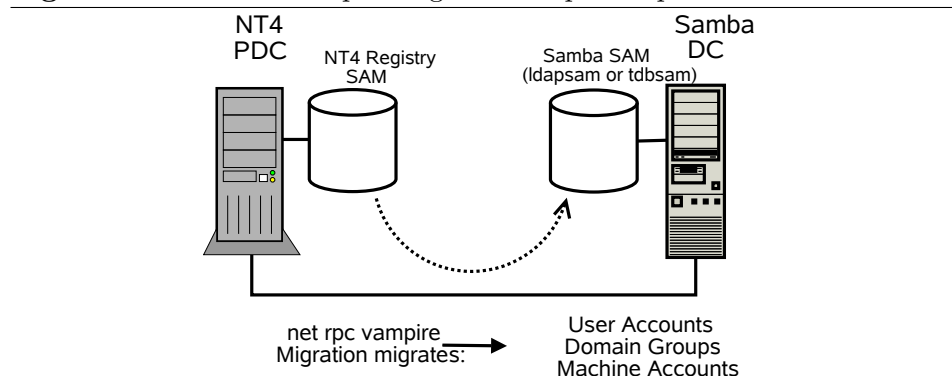 NT4
PDC
NT4 Registry
SAM
Samba SAM
(ldapsam or tdbsam)
Samba
DC
net rpc vampire
Migration migrates:
User Accounts
Domain Groups
Machine Accounts